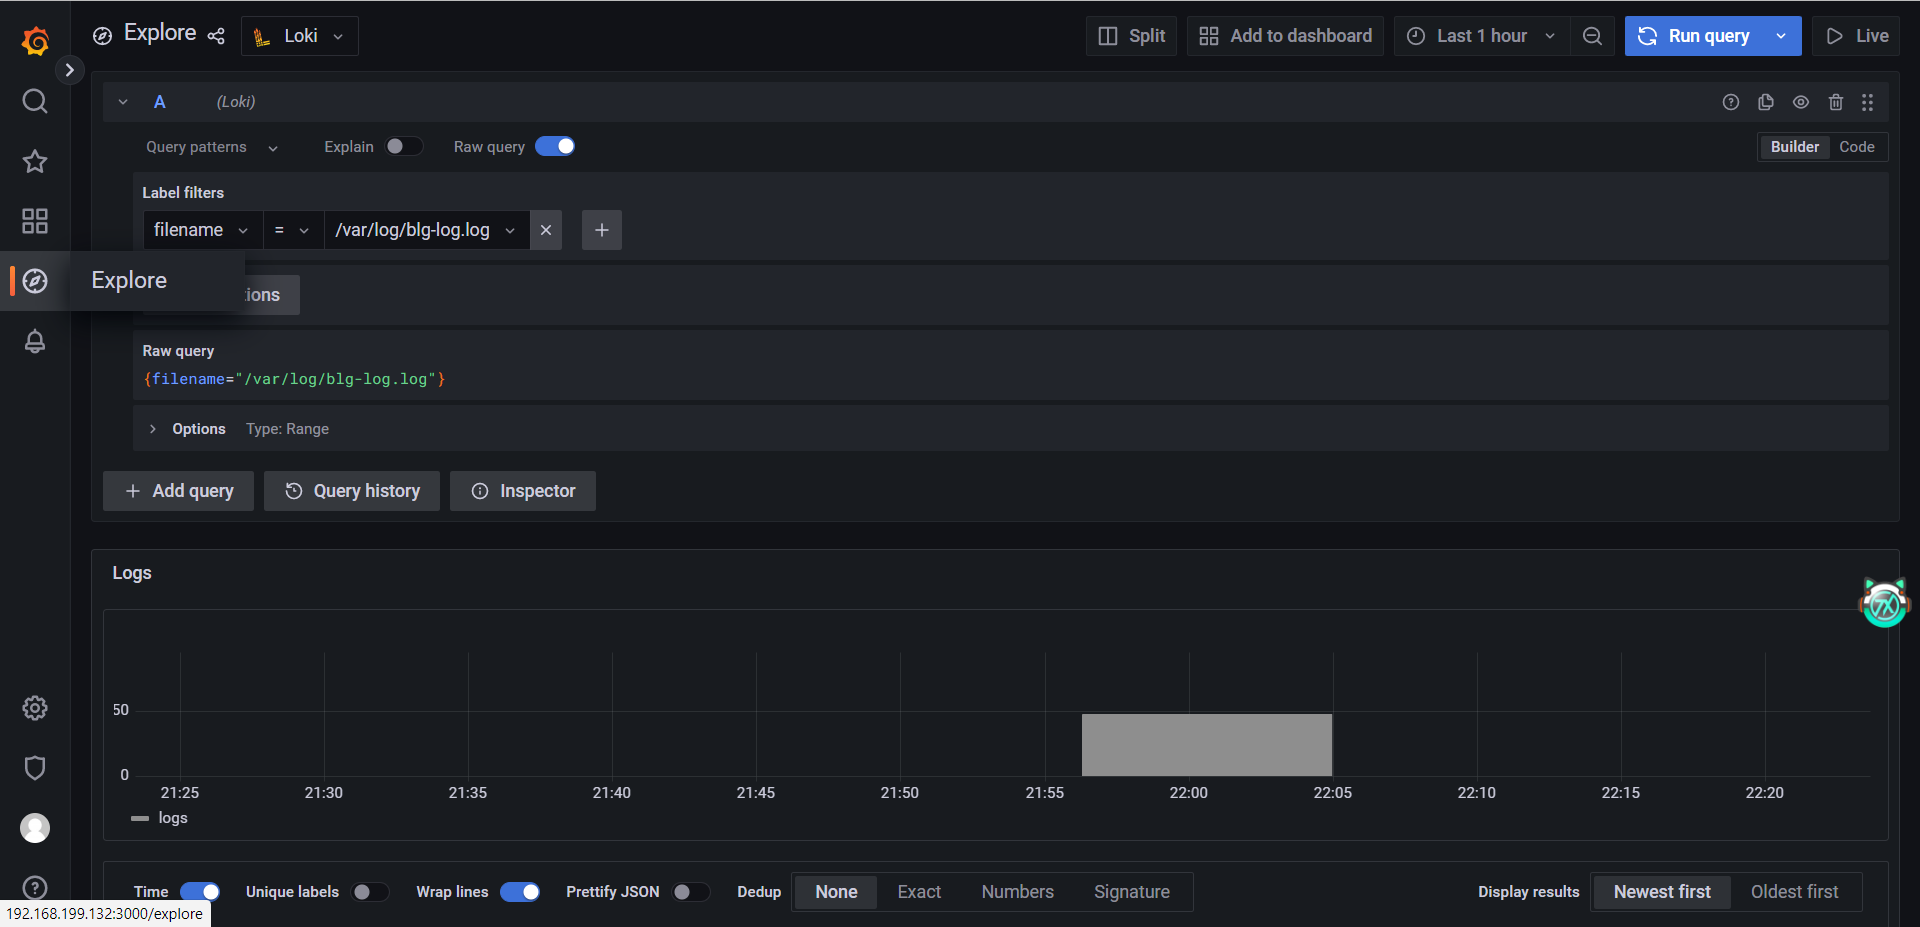 Explore
Loki
Split
Add to dashboard
Last 1 hour
Run query
Live
A (Loki)
Query patterns
Explain
Raw query
Builder
Code
Label filters
filename
=
/var/log/blg-log.log
Explore
Raw query
{filename="/var/log/blg-log.log"}
Options Type: Range
Add query
Query history
Inspector
Logs
50
0
21:25 21:30 21:35 21:40 21:45 21:50 21:55 22:00 22:05 22:10 22:15 22:20
logs
Time
Unique labels
Wrap lines
Prettify JSON
Dedup
None
Exact
Numbers
Signature
Display results
Newest first
Oldest first
192.168.199.132:3000/explore